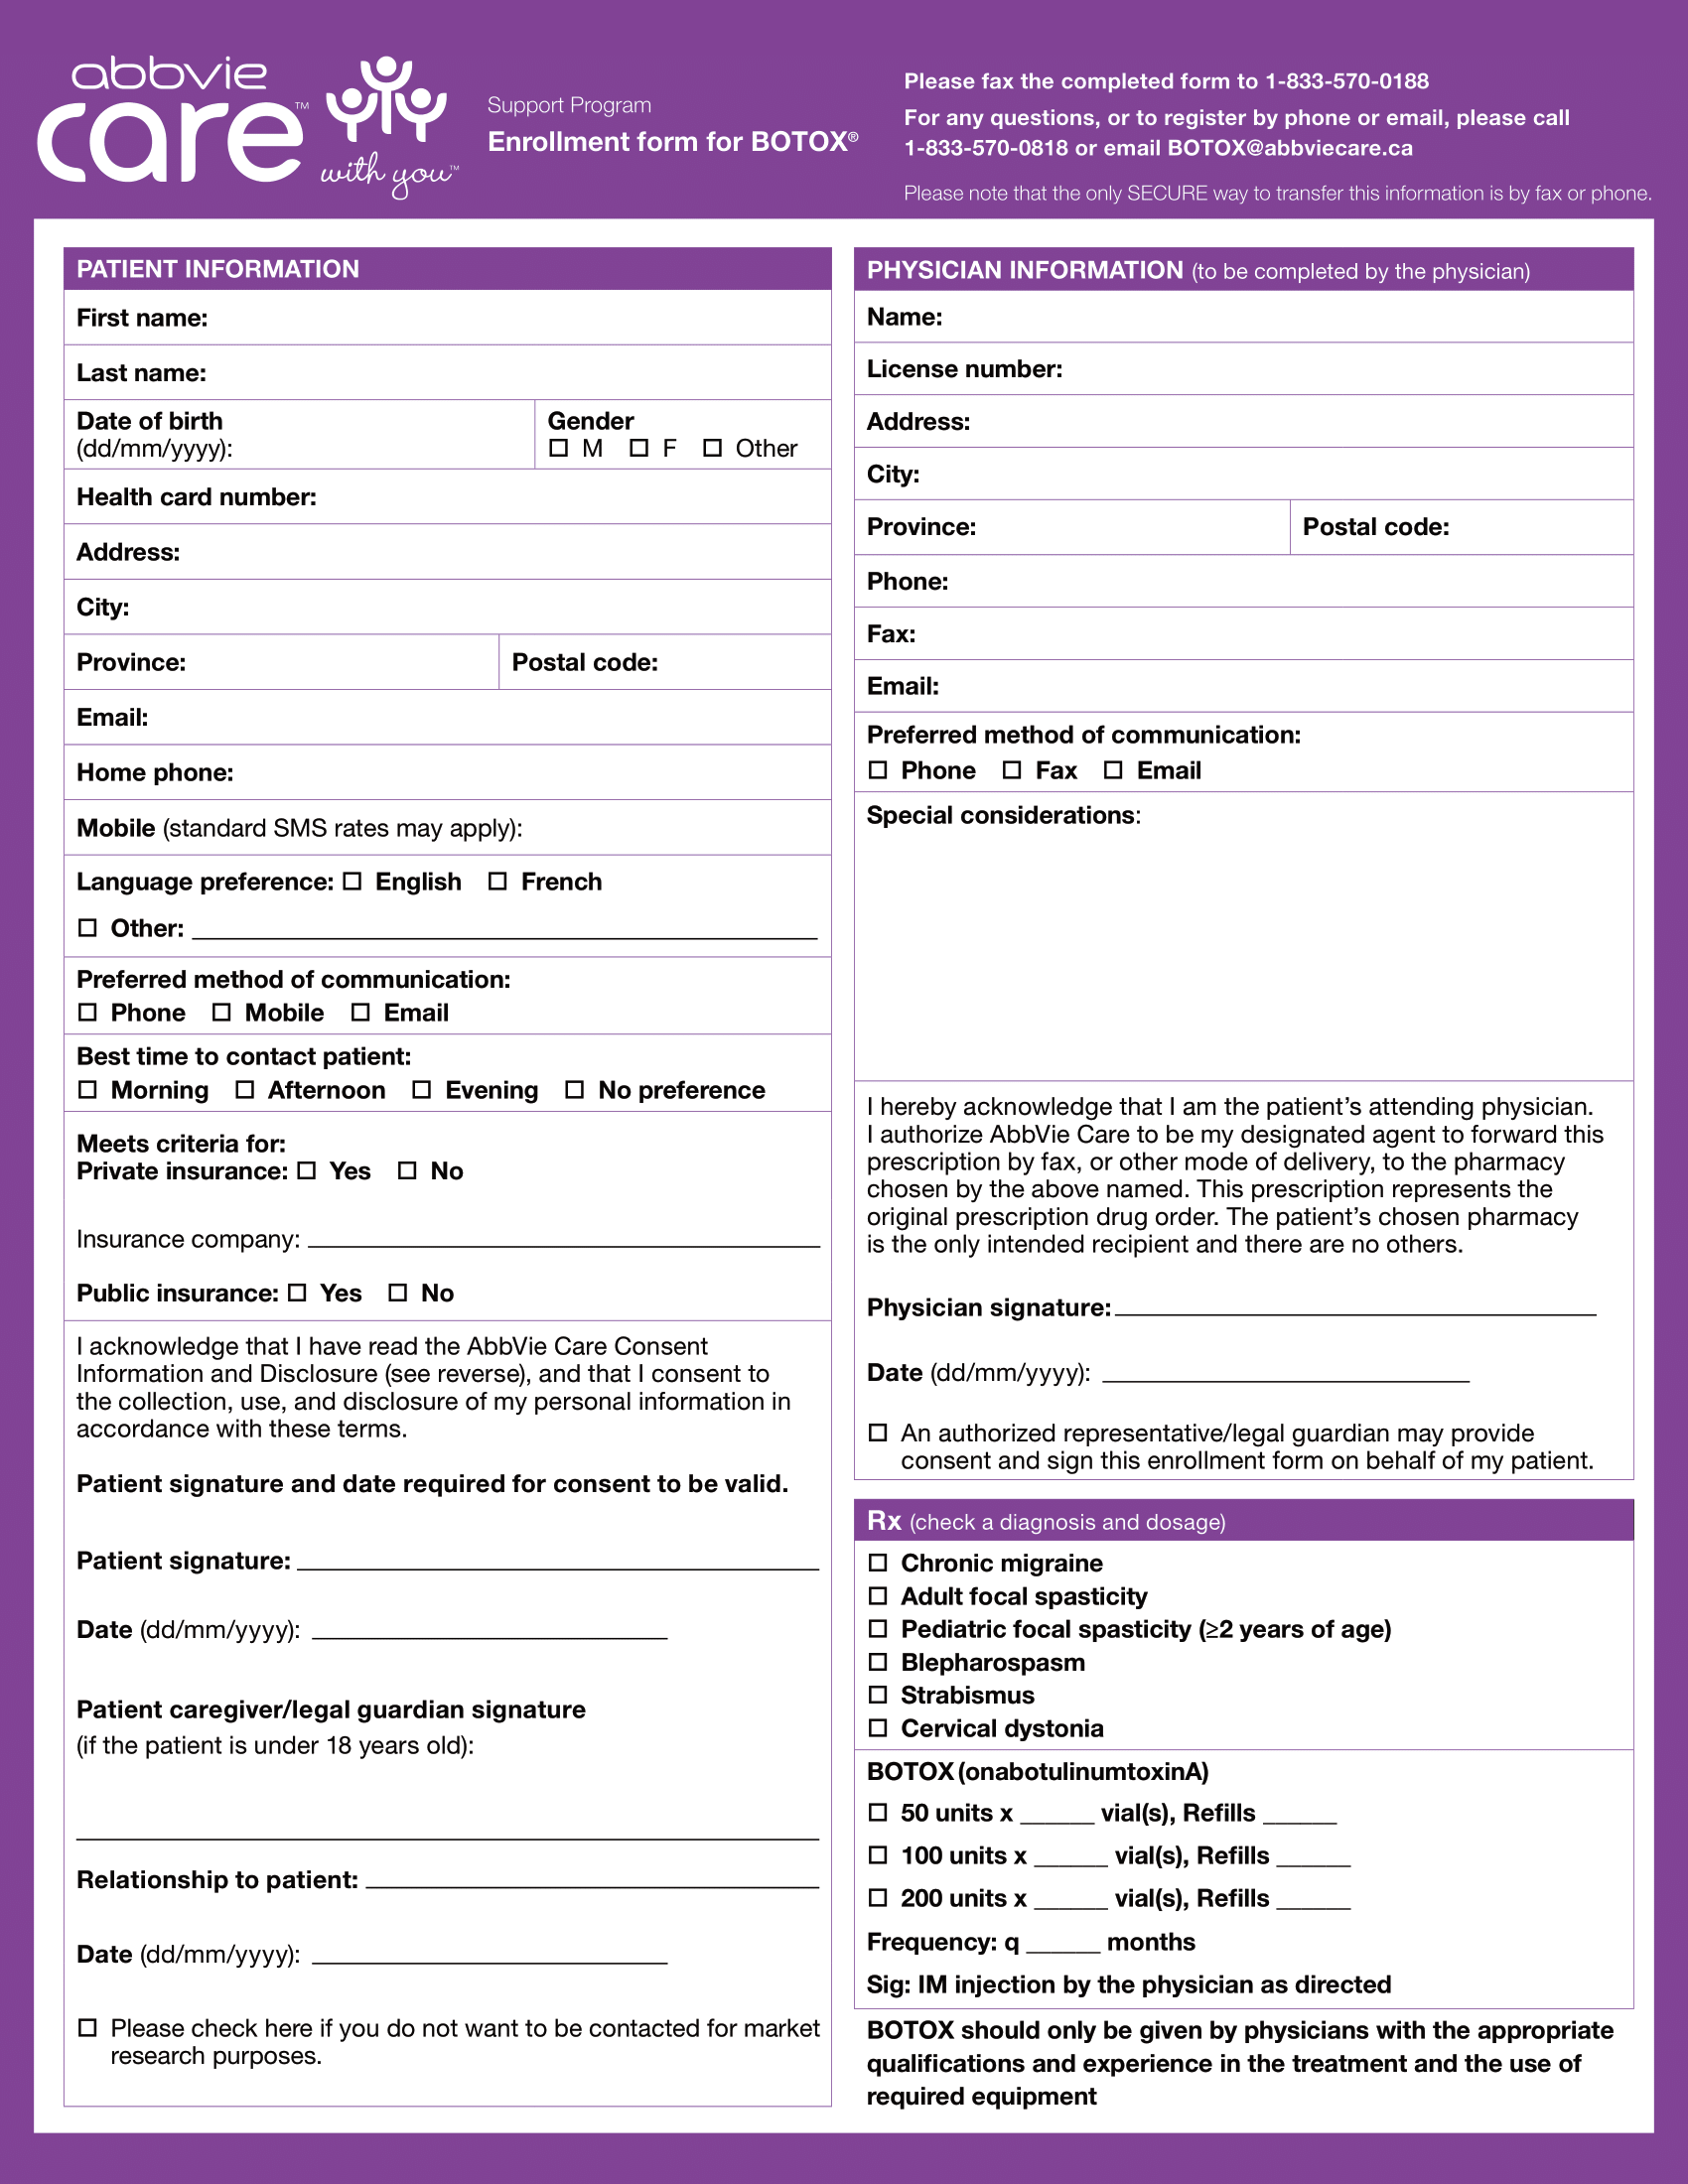 abbvie
care™
with you™
Support Program
Enrollment form for BOTOX®
Please fax the completed form to 1-833-570-0188
For any questions, or to register by phone or email, please call
1-833-570-0818 or email BOTOX@abbviecare.ca
Please note that the only SECURE way to transfer this information is by fax or phone.
PATIENT INFORMATION
First name:
Last name:
Date of birth
(dd/mm/yyyy):
Gender
☐ M ☐ F ☐ Other
Health card number:
Address:
City:
Province:
Postal code:
Email:
Home phone:
Mobile (standard SMS rates may apply):
Language preference: ☐ English ☐ French
☐ Other: ______
Preferred method of communication:
☐ Phone ☐ Mobile ☐ Email
Best time to contact patient:
☐ Morning ☐ Afternoon ☐ Evening ☐ No preference
Meets criteria for:
Private insurance: ☐ Yes ☐ No
Insurance company: ______
Public insurance: ☐ Yes ☐ No
I acknowledge that I have read the AbbVie Care Consent
Information and Disclosure (see reverse), and that I consent to
the collection, use, and disclosure of my personal information in
accordance with these terms.
Patient signature and date required for consent to be valid.
Patient signature: ______
Date (dd/mm/yyyy): ______
Patient caregiver/legal guardian signature
(if the patient is under 18 years old):
Relationship to patient: ______
Date (dd/mm/yyyy): ______
☐ Please check here if you do not want to be contacted for market
research purposes.
PHYSICIAN INFORMATION (to be completed by the physician)
Name:
License number:
Address:
City:
Province:
Postal code:
Phone:
Fax:
Email:
Preferred method of communication:
☐ Phone ☐ Fax ☐ Email
Special considerations:
I hereby acknowledge that I am the patient’s attending physician.
I authorize AbbVie Care to be my designated agent to forward this
prescription by fax, or other mode of delivery, to the pharmacy
chosen by the above named. This prescription represents the
original prescription drug order. The patient’s chosen pharmacy
is the only intended recipient and there are no others.
Physician signature: ______
Date (dd/mm/yyyy): ______
☐ An authorized representative/legal guardian may provide
consent and sign this enrollment form on behalf of my patient.
Rx (check a diagnosis and dosage)
☐ Chronic migraine
☐ Adult focal spasticity
☐ Pediatric focal spasticity (≥2 years of age)
☐ Blepharospasm
☐ Strabismus
☐ Cervical dystonia
BOTOX (onabotulinumtoxinA)
☐ 50 units x ______ vial(s), Refills ______
☐ 100 units x ______ vial(s), Refills ______
☐ 200 units x ______ vial(s), Refills ______
Frequency: q ______ months
Sig: IM injection by the physician as directed
BOTOX should only be given by physicians with the appropriate
qualifications and experience in the treatment and the use of
required equipment